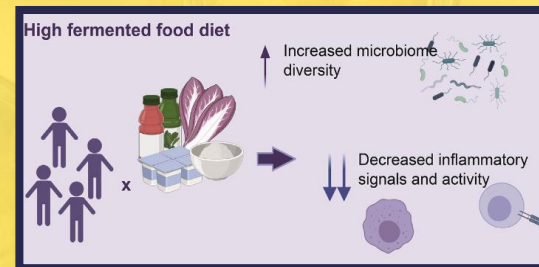 High fermented food diet
Increased microbiome
diversity
x
Decreased inflammatory
signals and activity